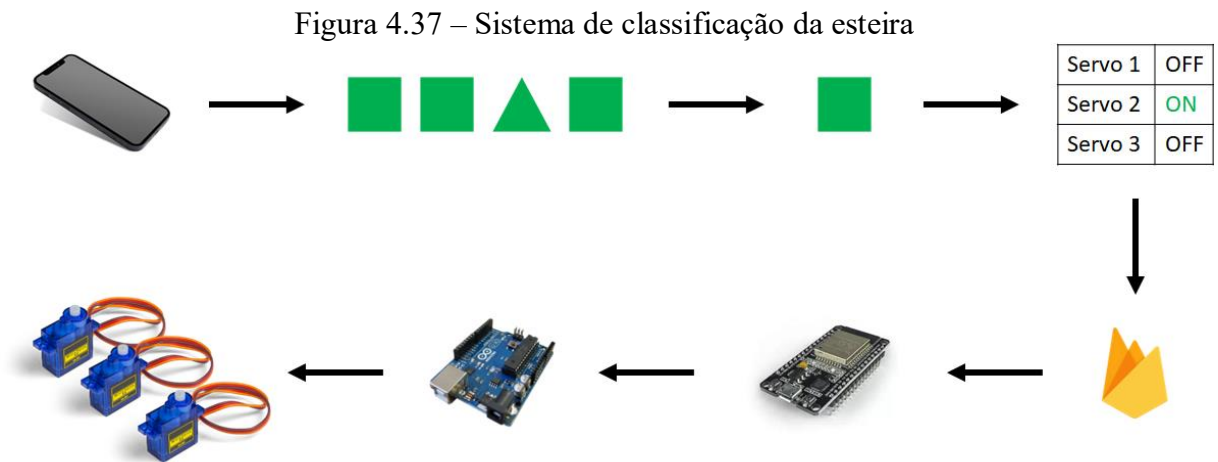 Figura 4.37 – Sistema de classificação da esteira
Servo 1 OFF
Servo 2 ON
Servo 3 OFF